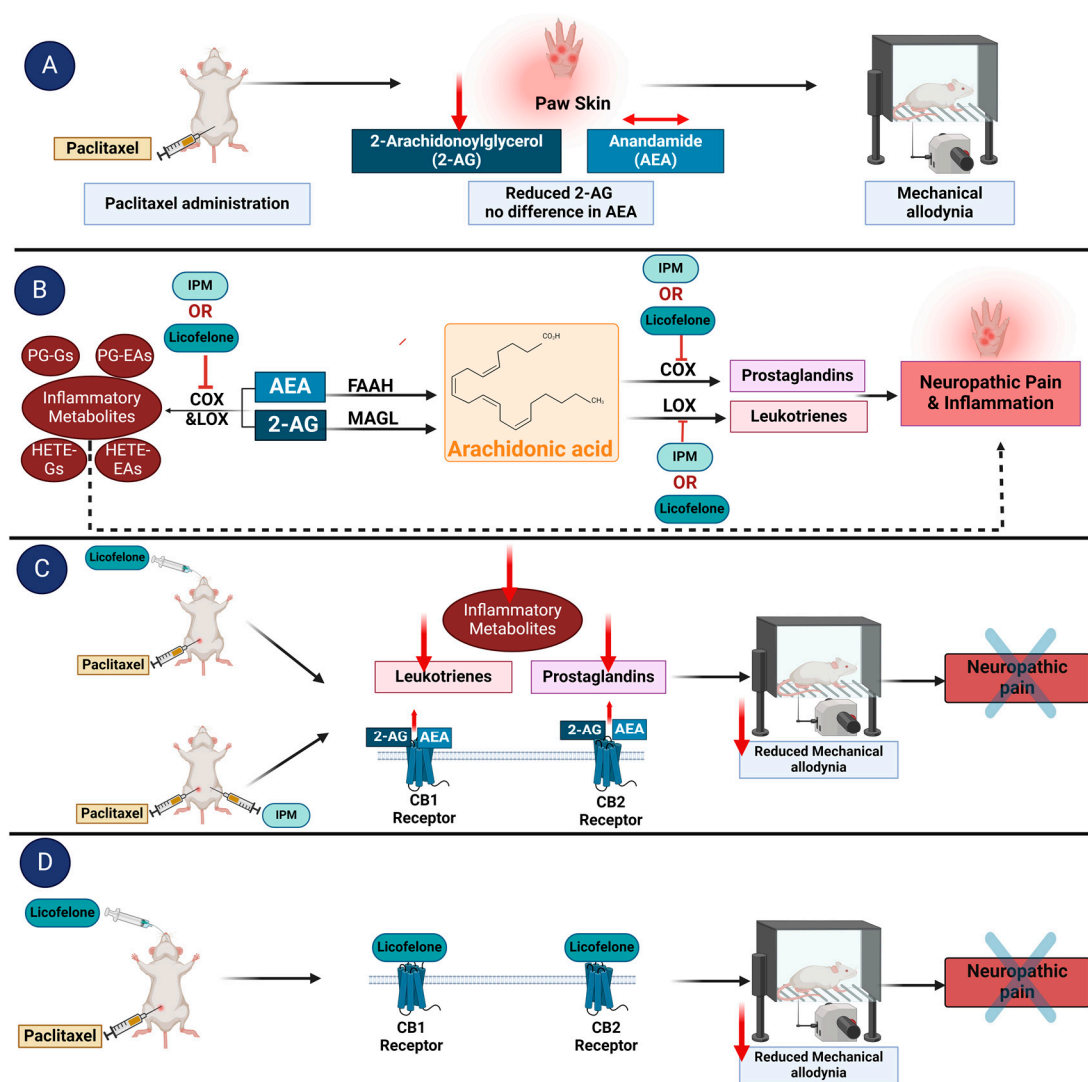 A
Paw Skin
Paclitaxel
2-Arachidonoylglycerol
(2-AG)
Anandamide
(AEA)
Paclitaxel administration
Reduced 2-AG
no difference in AEA
Mechanical
allodynia
B
IPM
OR
Licofelone
PG-Gs
PG-EAs
Inflammatory
Metabolites
HETE-
Gs
HETE-
EAs
COX
&LOX
AEA
2-AG
FAAH
MAGL
CO₂H
CH₃
Arachidonic acid
IPM
OR
Licofelone
COX
LOX
IPM
OR
Licofelone
Prostaglandins
Leukotrienes
Neuropathic Pain
& Inflammation
C
Licofelone
Paclitaxel
Paclitaxel
IPM
Inflammatory
Metabolites
Leukotrienes
Prostaglandins
2-AG
AEA
CB1
Receptor
2-AG
AEA
CB2
Receptor
Reduced Mechanical
allodynia
Neuropathic
pain
D
Licofelone
Paclitaxel
Licofelone
CB1
Receptor
Licofelone
CB2
Receptor
Reduced Mechanical
allodynia
Neuropathic
pain